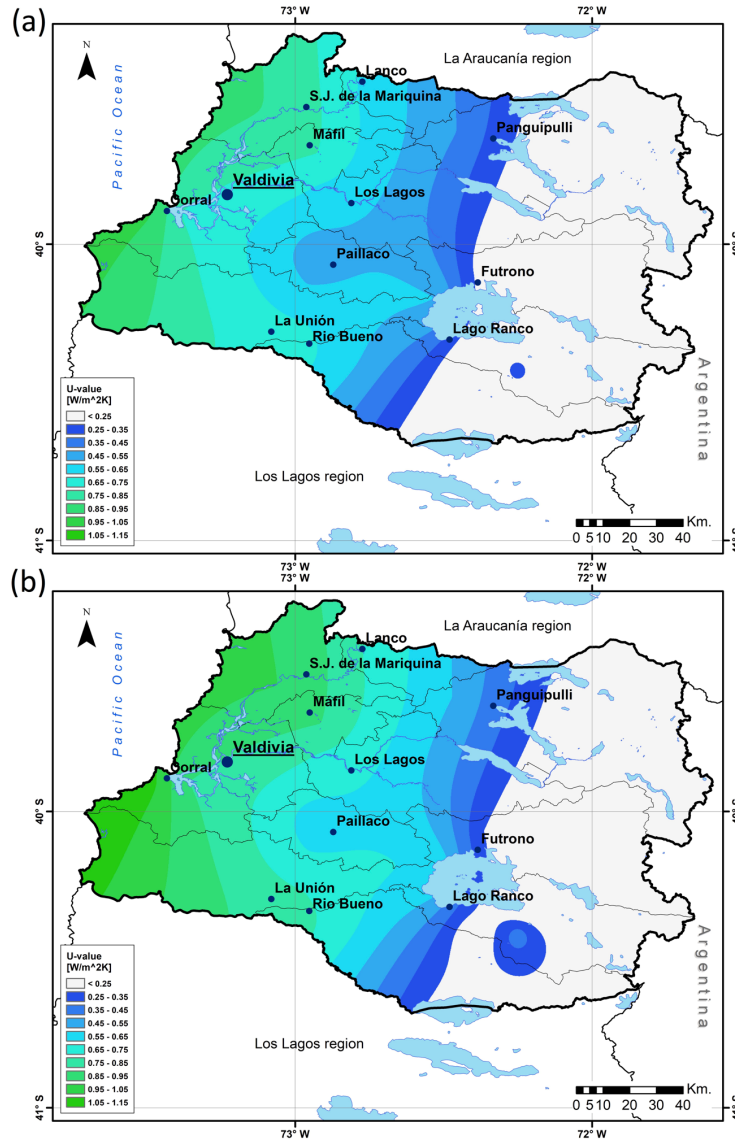 (a)
73° W
72° W
N
La Araucanía region
Pacific Ocean
Lanco
S.J. de la Mariquina
Máfil
Panguipulli
Valdivia
Los Lagos
Corral
40° S
40° S
Paillaco
Futrono
La Unión
Rio Bueno
Lago Ranco
Argentina
U-value
[W/m^2K]
< 0.25
0.25 - 0.35
0.35 - 0.45
0.45 - 0.55
0.55 - 0.65
0.65 - 0.75
0.75 - 0.85
0.85 - 0.95
0.95 - 1.05
1.05 - 1.15
Los Lagos region
Km.
0 5 10 20 30 40
41° S
41° S
73° W
72° W
(b)
N
La Araucanía region
Pacific Ocean
Lanco
S.J. de la Mariquina
Máfil
Panguipulli
Valdivia
Los Lagos
Corral
40° S
40° S
Paillaco
Futrono
La Unión
Rio Bueno
Lago Ranco
Argentina
U-value
[W/m^2K]
< 0.25
0.25 - 0.35
0.35 - 0.45
0.45 - 0.55
0.55 - 0.65
0.65 - 0.75
0.75 - 0.85
0.85 - 0.95
0.95 - 1.05
1.05 - 1.15
Los Lagos region
Km.
0 5 10 20 30 40
41° S
41° S
73° W
72° W